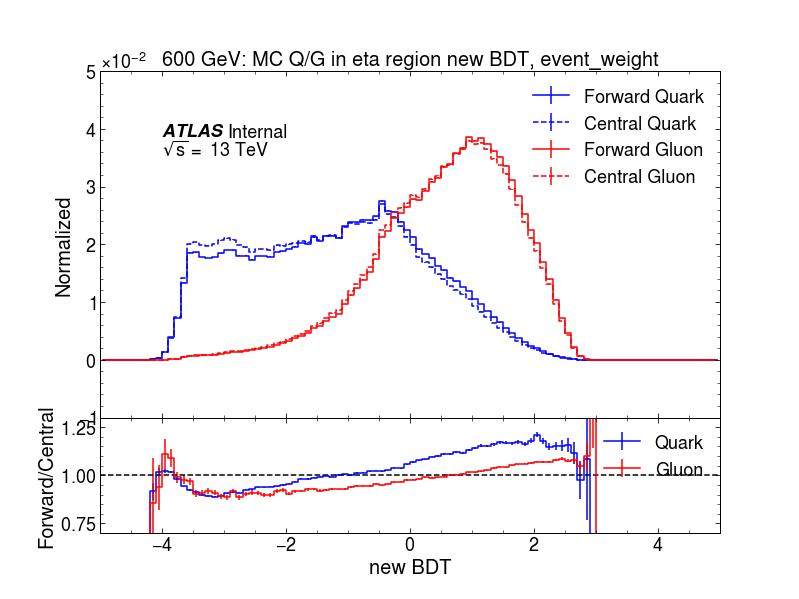 ×10⁻² 600 GeV: MC Q/G in eta region new BDT, event_weight
5
4
3
2
1
0
−1
Normalized
ATLAS Internal
√s = 13 TeV
Forward Quark
Central Quark
Forward Gluon
Central Gluon
1.25
1.00
0.75
Forward/Central
Quark
Gluon
−4 −2 0 2 4
new BDT